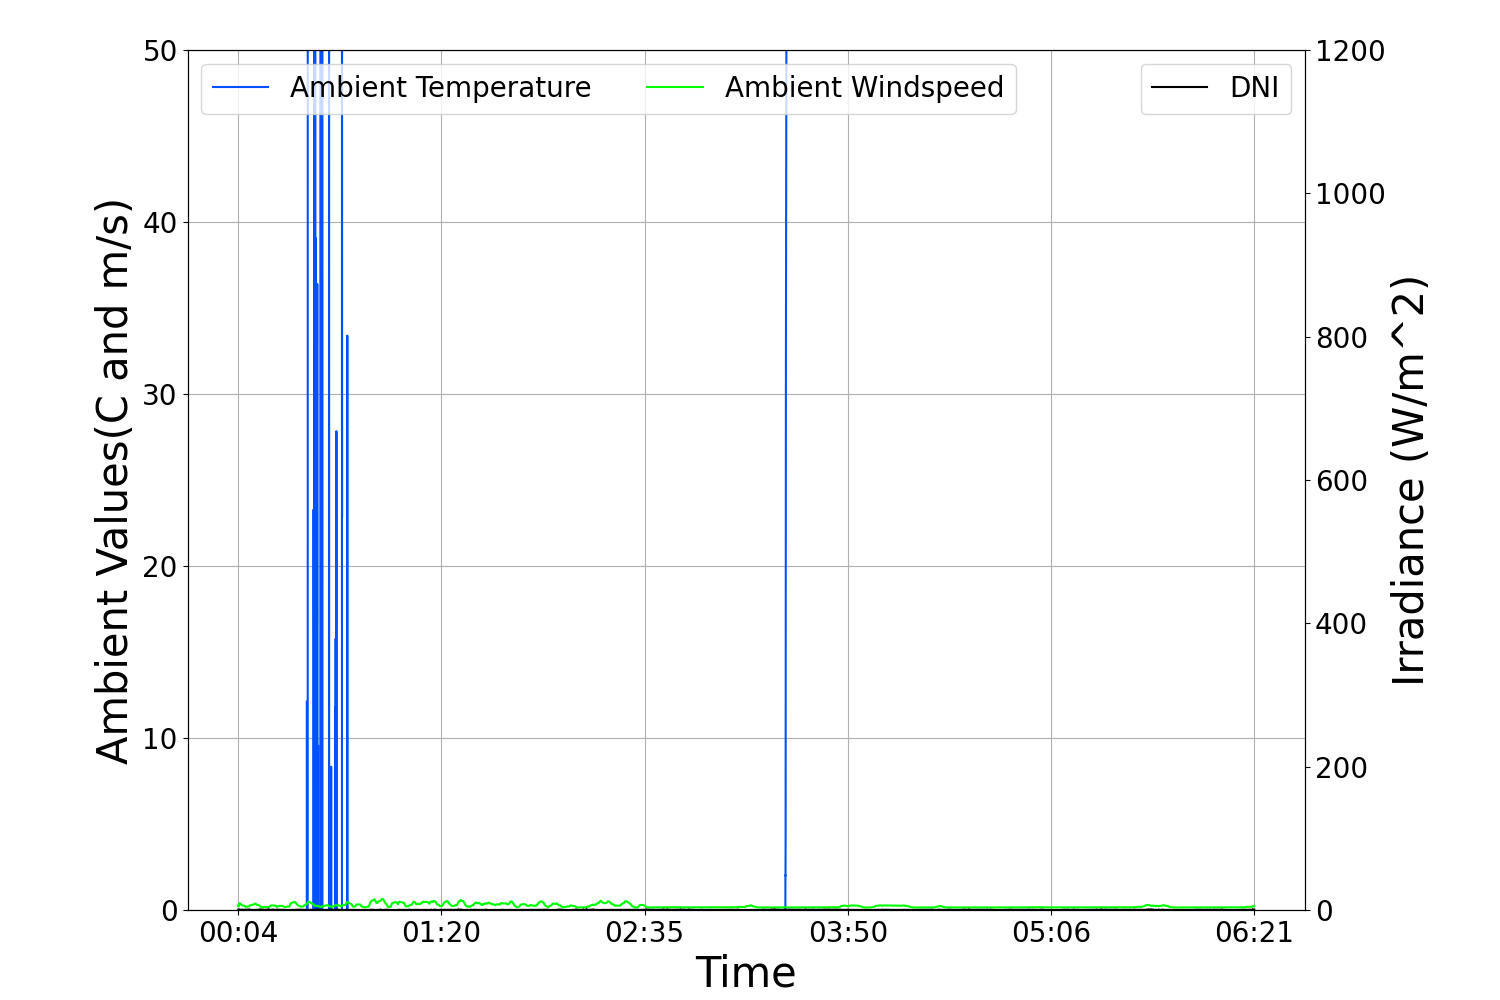 Ambient Temperature
Ambient Windspeed
DNI
50
40
30
20
10
0
1200
1000
800
600
400
200
0
Ambient Values(C and m/s)
Irradiance (W/m^2)
00:04 01:20 02:35 03:50 05:06 06:21
Time